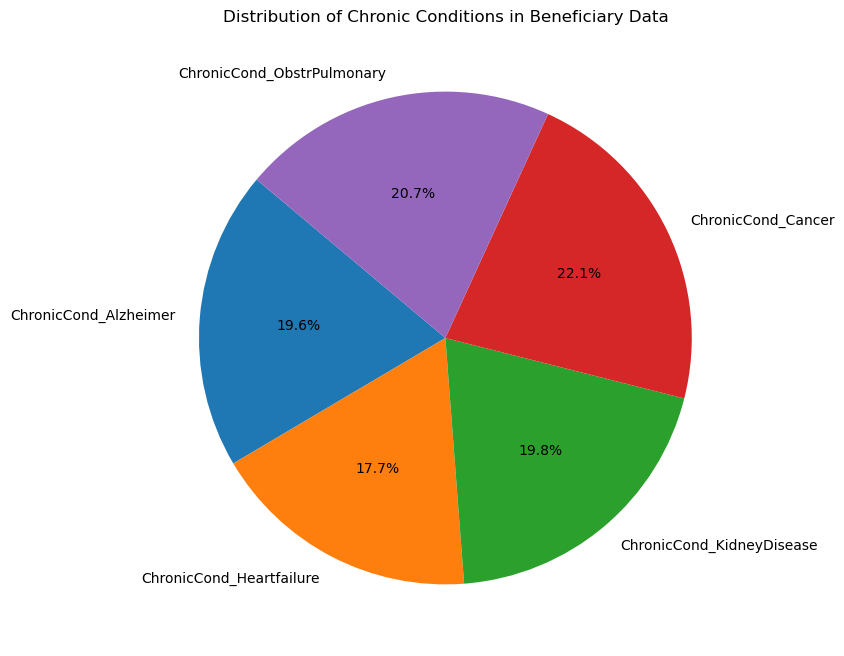 Distribution of Chronic Conditions in Beneficiary Data
ChronicCond_ObstrPulmonary
20.7%
ChronicCond_Cancer
22.1%
ChronicCond_Alzheimer
19.6%
19.8%
17.7%
ChronicCond_KidneyDisease
ChronicCond_Heartfailure